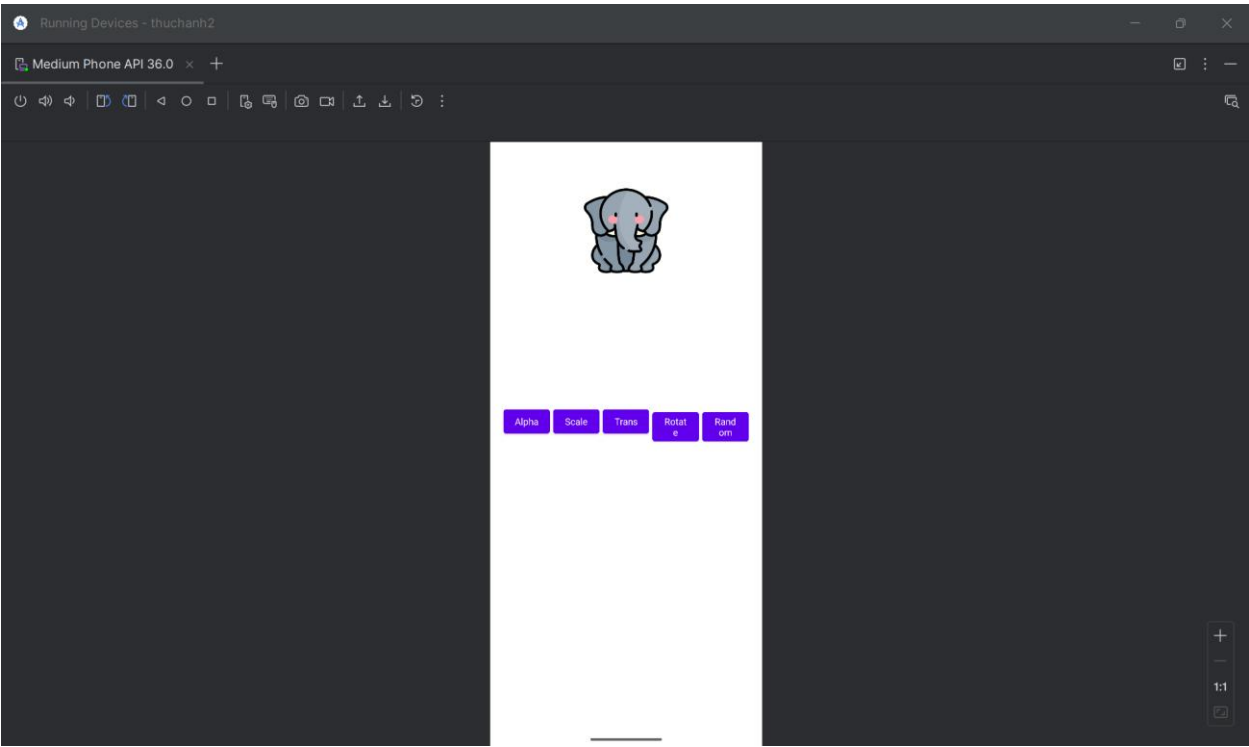 Running Devices - thuchanh2
Medium Phone API 36.0
Alpha
Scale
Trans
Rotat
e
Rand
om
1:1